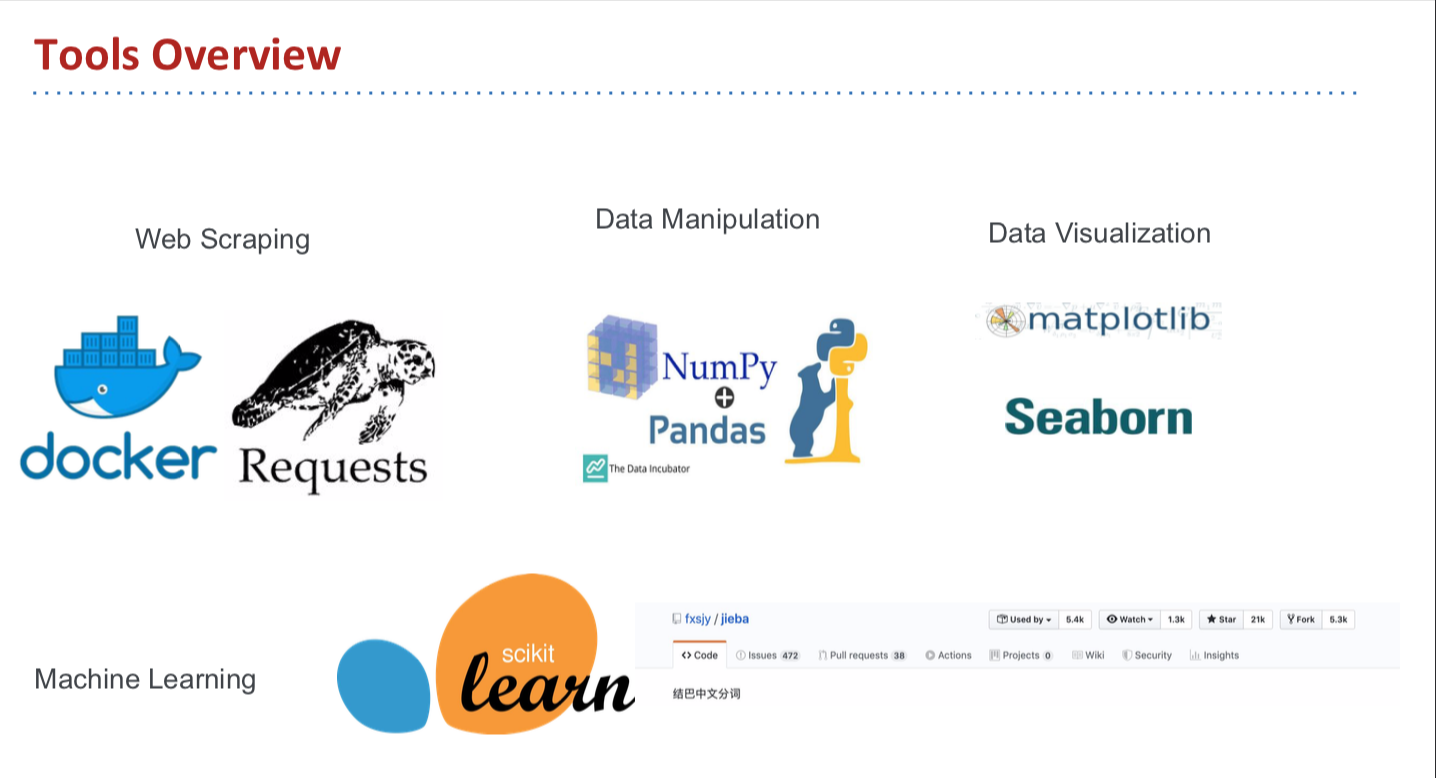 Tools Overview
Web Scraping
Data Manipulation
Data Visualization
docker
Requests
NumPy
+
Pandas
The Data Incubator
matplotlib
Seaborn
Machine Learning
scikit
learn
fxsjy / jieba
Used by 5.4k Watch 1.3k Star 21k Fork 5.3k
Code Issues 472 Pull requests 38 Actions Projects 0 Wiki Security Insights
结巴中文分词